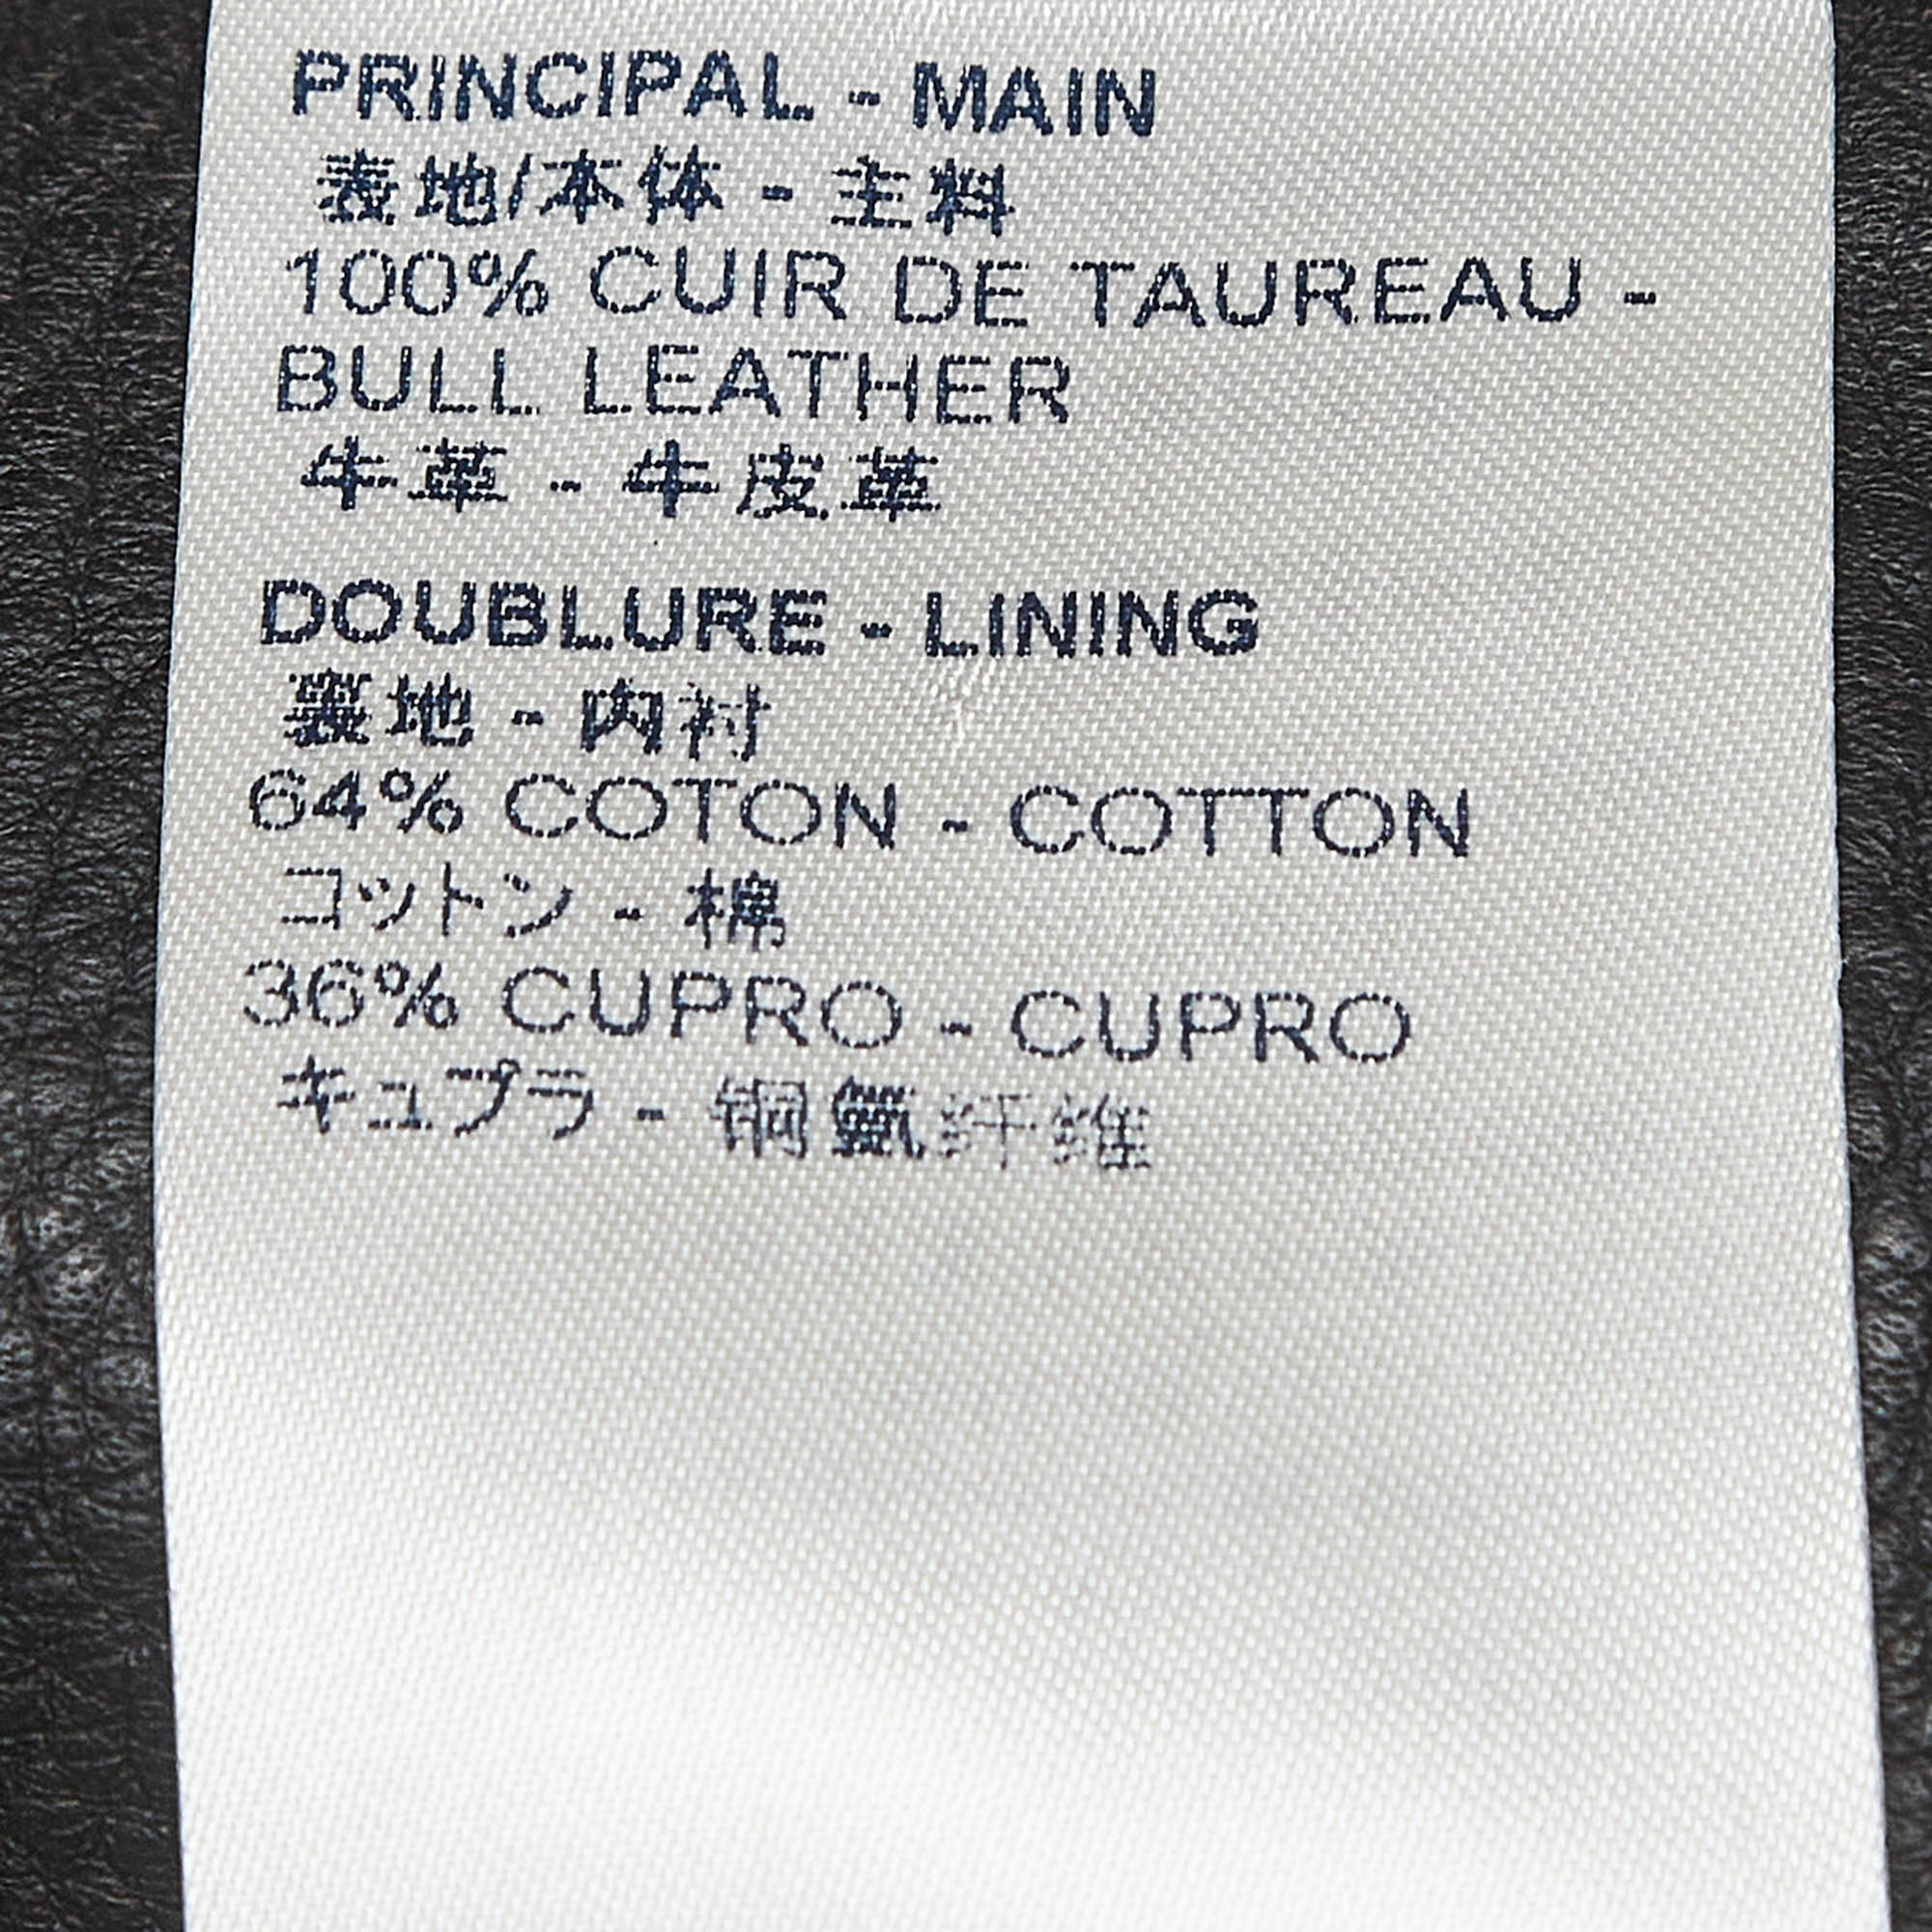 PRINCIPAL - MAIN
表地/本体 - 主料
100% CUIR DE TAUREAU -
BULL LEATHER
牛革 - 牛皮革
DOUBLURE - LINING
裏地 - 内衬
64% COTON - COTTON
コットン - 棉
36% CUPRO - CUPRO
キュプラ - 铜氨纤维